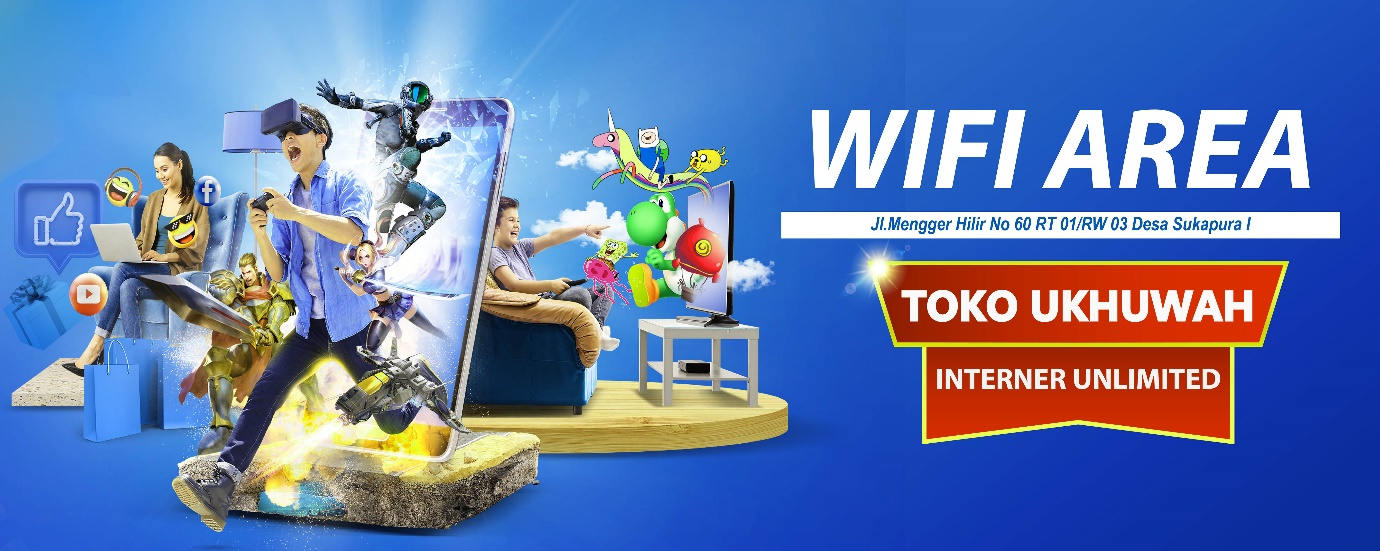 WIFI AREA
Jl.Mengger Hilir No 60 RT 01/RW 03 Desa Sukapura I
TOKO UKHUWAH
INTERNER UNLIMITED